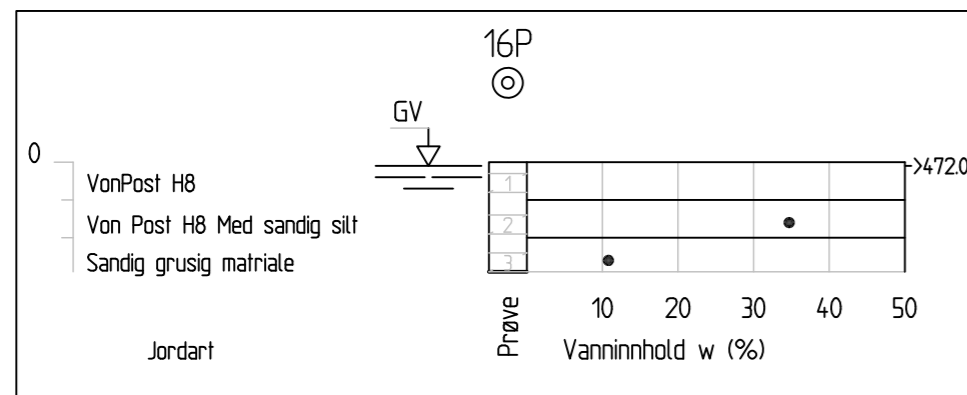 16P
GV
0
>472.0
VonPost H8
1
Von Post H8 Med sandig silt
2
Sandig grusig matriale
3
Prøve
10 20 30 40 50
Jordart
Vanninnhold w (%)